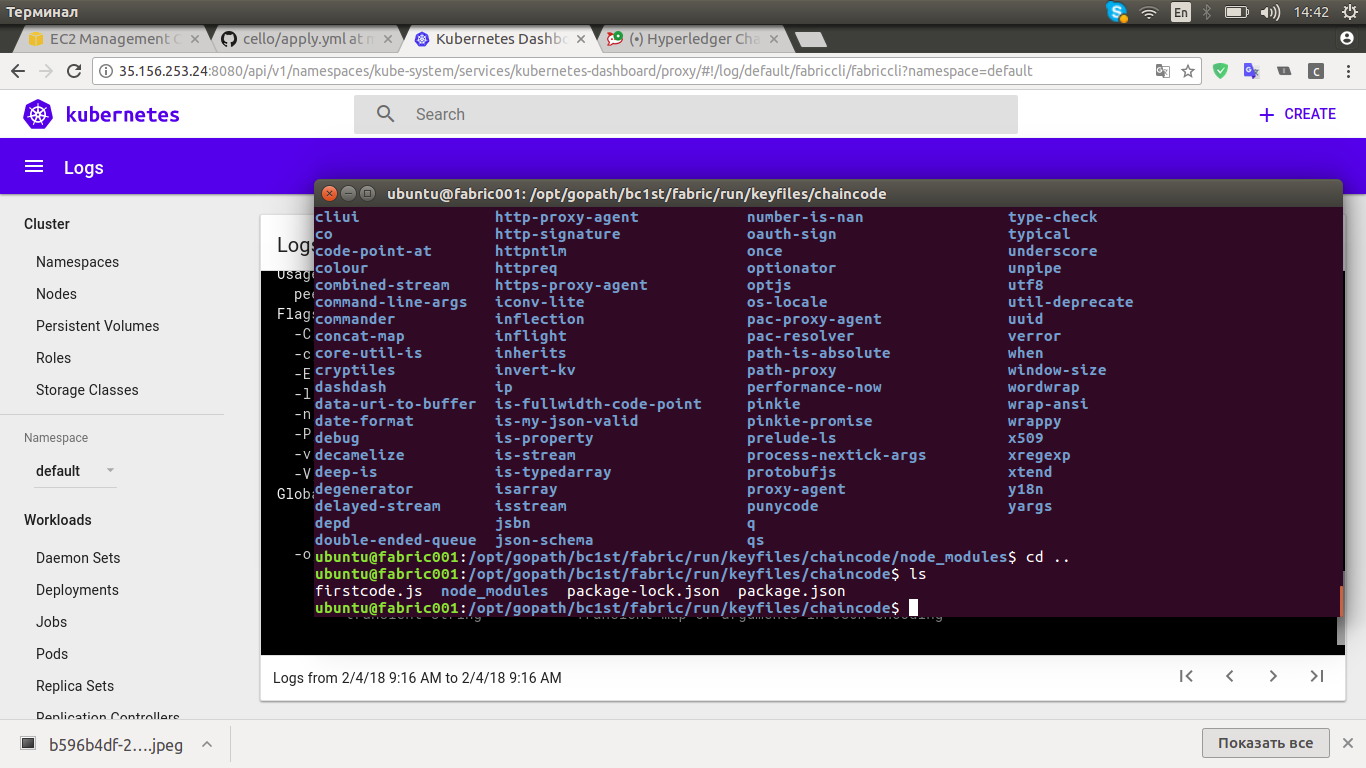 Терминал
En
14:42
EC2 Management C
cello/apply.yml at m
Kubernetes Dashbo
(•) Hyperledger Cha
35.156.253.24:8080/api/v1/namespaces/kube-system/services/kubernetes-dashboard/proxy/#!/log/default/fabriccli/fabriccli?namespace=default
kubernetes
Search
+ CREATE
Logs
ubuntu@fabric001: /opt/gopath/bc1st/fabric/run/keyfiles/chaincode
Cluster
Namespaces
Nodes
Persistent Volumes
Roles
Storage Classes
Namespace
default
Workloads
Daemon Sets
Deployments
Jobs
Pods
Replica Sets
Replication Controllers
Logs
Usage
pee
Flags
-C
-c
-E
-l
-n
-P
-v
-V
Globa
-o
cliui http-proxy-agent number-is-nan type-check
co http-signature oauth-sign typical
code-point-at httpntlm once underscore
colour httpreq optionator unpipe
combined-stream https-proxy-agent optjs utf8
command-line-args iconv-lite os-locale util-deprecate
commander inflection pac-proxy-agent uuid
concat-map inflight pac-resolver verror
core-util-is inherits path-is-absolute when
cryptiles invert-kv path-proxy window-size
dashdash ip performance-now wordwrap
data-uri-to-buffer is-fullwidth-code-point pinkie wrap-ansi
date-format is-my-json-valid pinkie-promise wrappy
debug is-property prelude-ls x509
decamelize is-stream process-nextick-args xregexp
deep-is is-typedarray protobufjs xtend
degenerator isarray proxy-agent y18n
delayed-stream isstream punycode yargs
depd jsbn q
double-ended-queue json-schema qs
ubuntu@fabric001:/opt/gopath/bc1st/fabric/run/keyfiles/chaincode/node_modules$ cd ..
ubuntu@fabric001:/opt/gopath/bc1st/fabric/run/keyfiles/chaincode$ ls
firstcode.js node_modules package-lock.json package.json
ubuntu@fabric001:/opt/gopath/bc1st/fabric/run/keyfiles/chaincode$
Logs from 2/4/18 9:16 AM to 2/4/18 9:16 AM
b596b4df-2....jpeg
Показать все